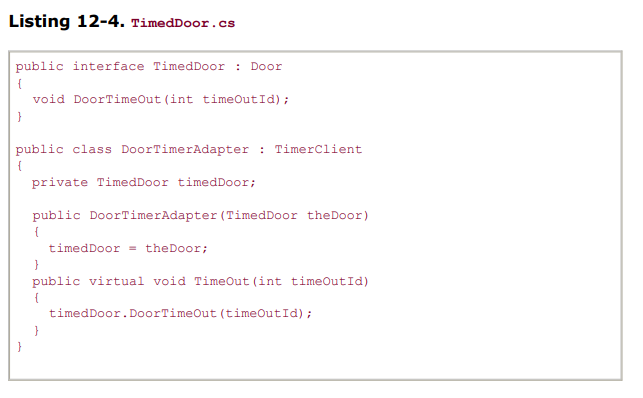 Listing 12-4. TimedDoor.cs
public interface TimedDoor : Door
{
  void DoorTimeOut(int timeOutId);
}
public class DoorTimerAdapter : TimerClient
{
  private TimedDoor timedDoor;
  public DoorTimerAdapter(TimedDoor theDoor)
  {
    timedDoor = theDoor;
  }
  public virtual void TimeOut(int timeOutId)
  {
    timedDoor.DoorTimeOut(timeOutId);
  }
}